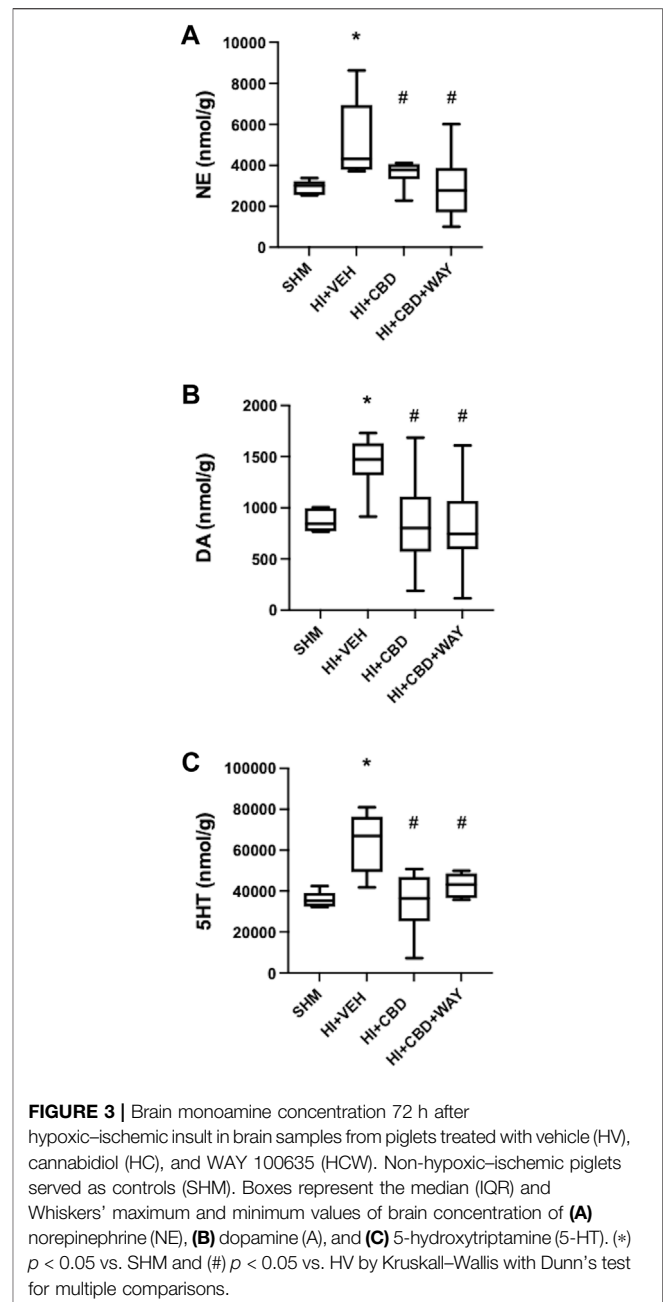 A
*
#
#
10000
8000
6000
4000
2000
0
NE (nmol/g)
SHM
HI+VEH
HI+CBD
HI+CBD+WAY
B
*
#
#
2000
1500
1000
500
0
DA (nmol/g)
SHM
HI+VEH
HI+CBD
HI+CBD+WAY
C
*
#
#
100000
80000
60000
40000
20000
0
5HT (nmol/g)
SHM
HI+VEH
HI+CBD
HI+CBD+WAY
FIGURE 3 | Brain monoamine concentration 72 h after
hypoxic–ischemic insult in brain samples from piglets treated with vehicle (HV),
cannabidiol (HC), and WAY 100635 (HCW). Non-hypoxic–ischemic piglets
served as controls (SHM). Boxes represent the median (IQR) and
Whiskers’ maximum and minimum values of brain concentration of (A)
norepinephrine (NE), (B) dopamine (A), and (C) 5-hydroxytriptamine (5-HT). (*)
p < 0.05 vs. SHM and (#) p < 0.05 vs. HV by Kruskall–Wallis with Dunn’s test
for multiple comparisons.